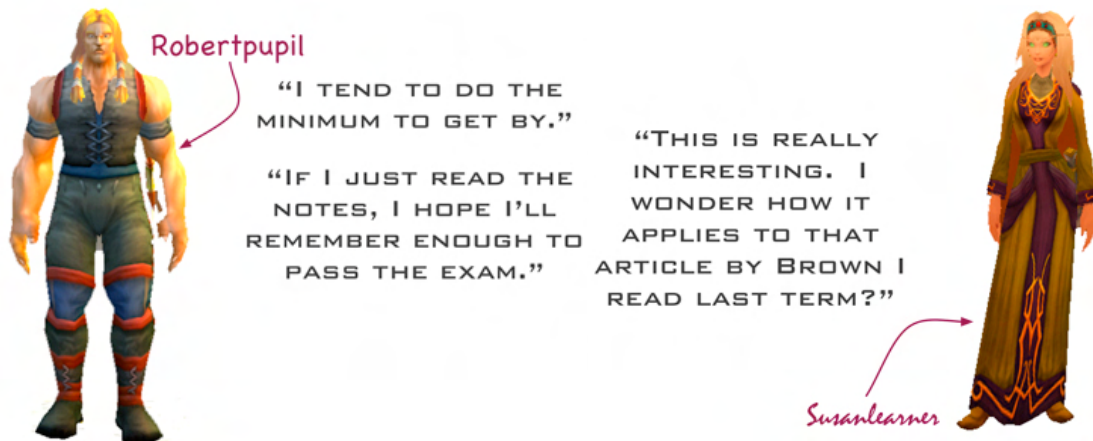 Robertpupil
“I TEND TO DO THE
MINIMUM TO GET BY.”
“IF I JUST READ THE
NOTES, I HOPE I’LL
REMEMBER ENOUGH TO
PASS THE EXAM.”
“THIS IS REALLY
INTERESTING. I
WONDER HOW IT
APPLIES TO THAT
ARTICLE BY BROWN I
READ LAST TERM?”
Susanlearner